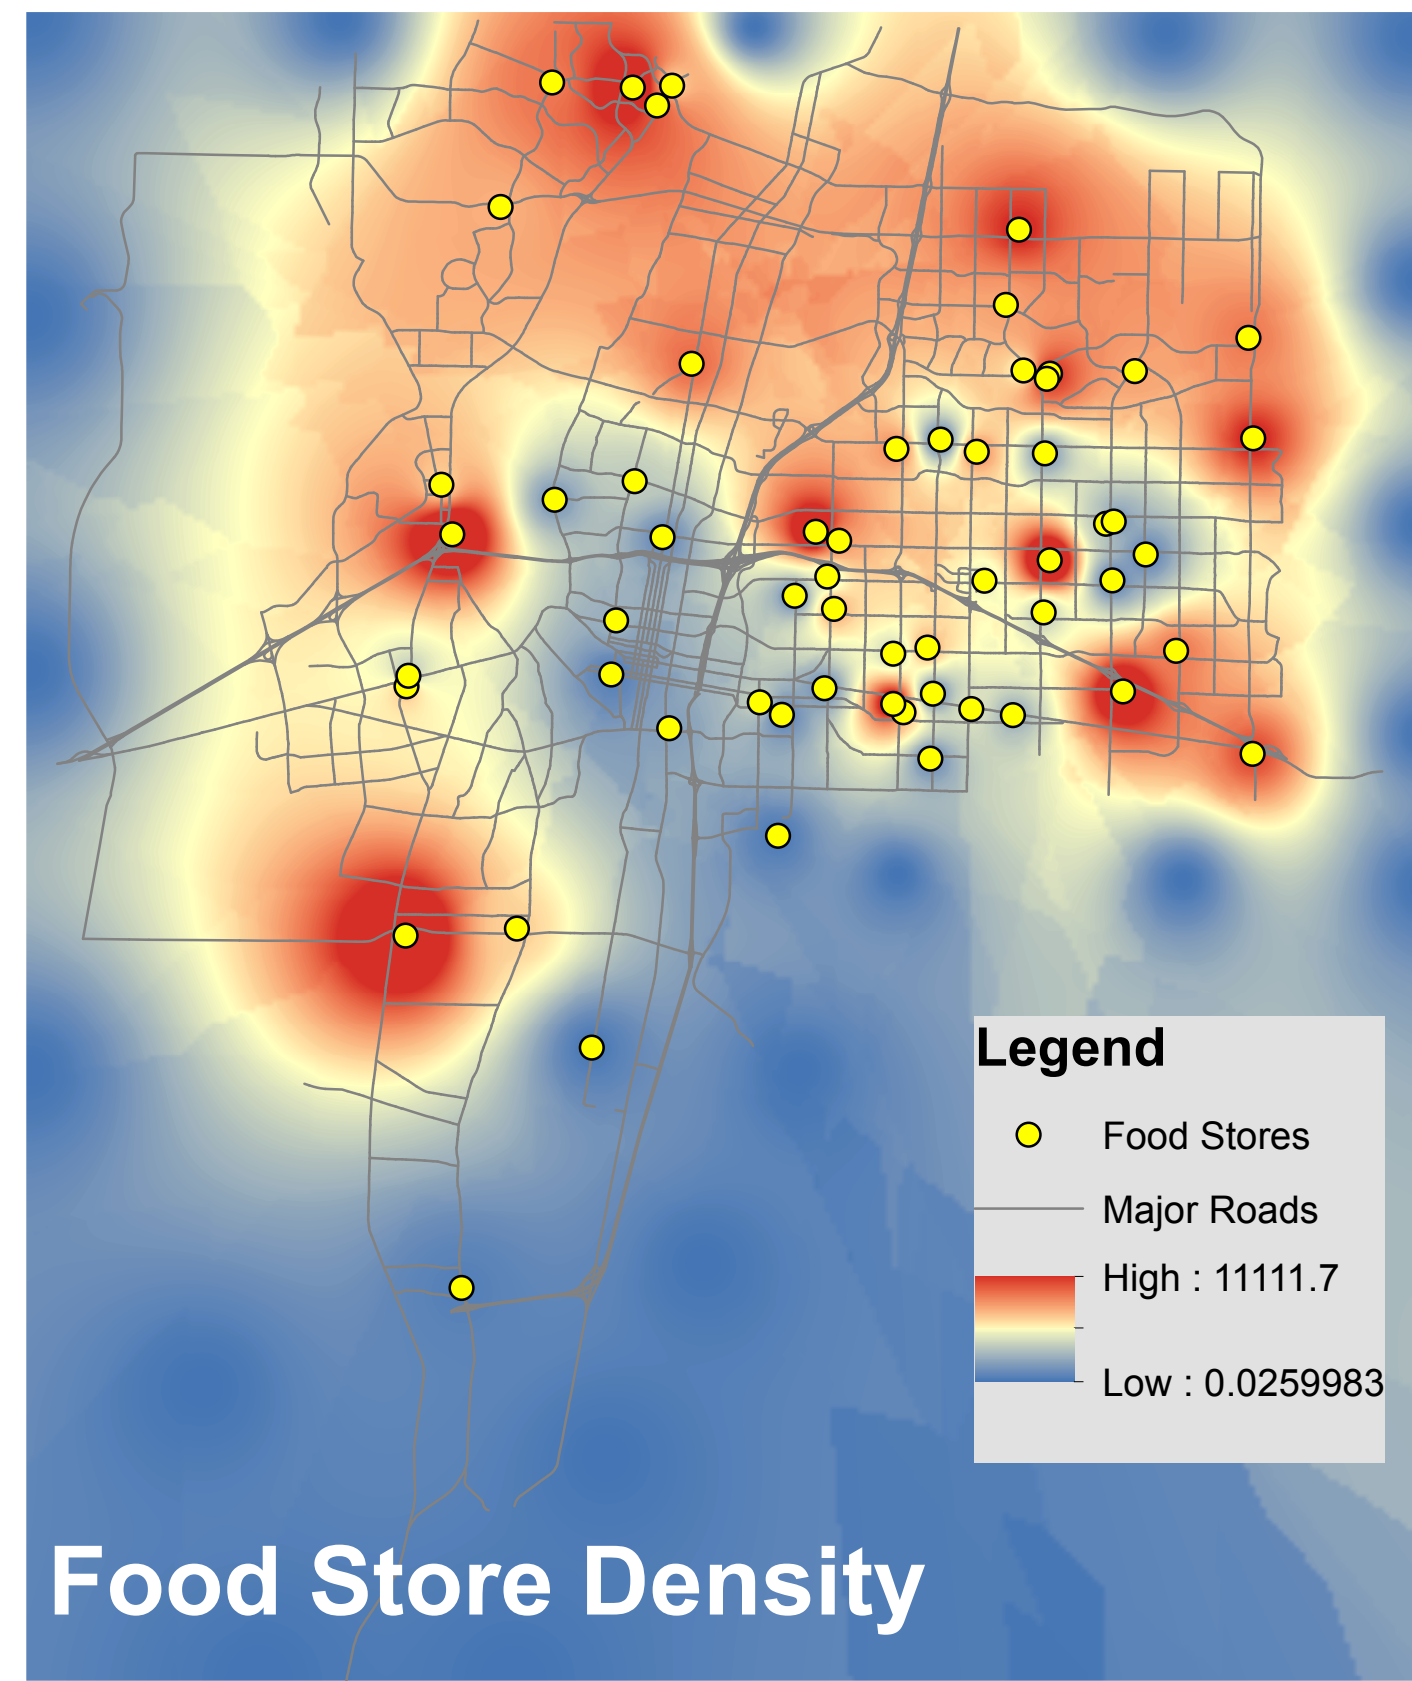 Legend
Food Stores
Major Roads
High : 11111.7
Low : 0.0259983
Food Store Density